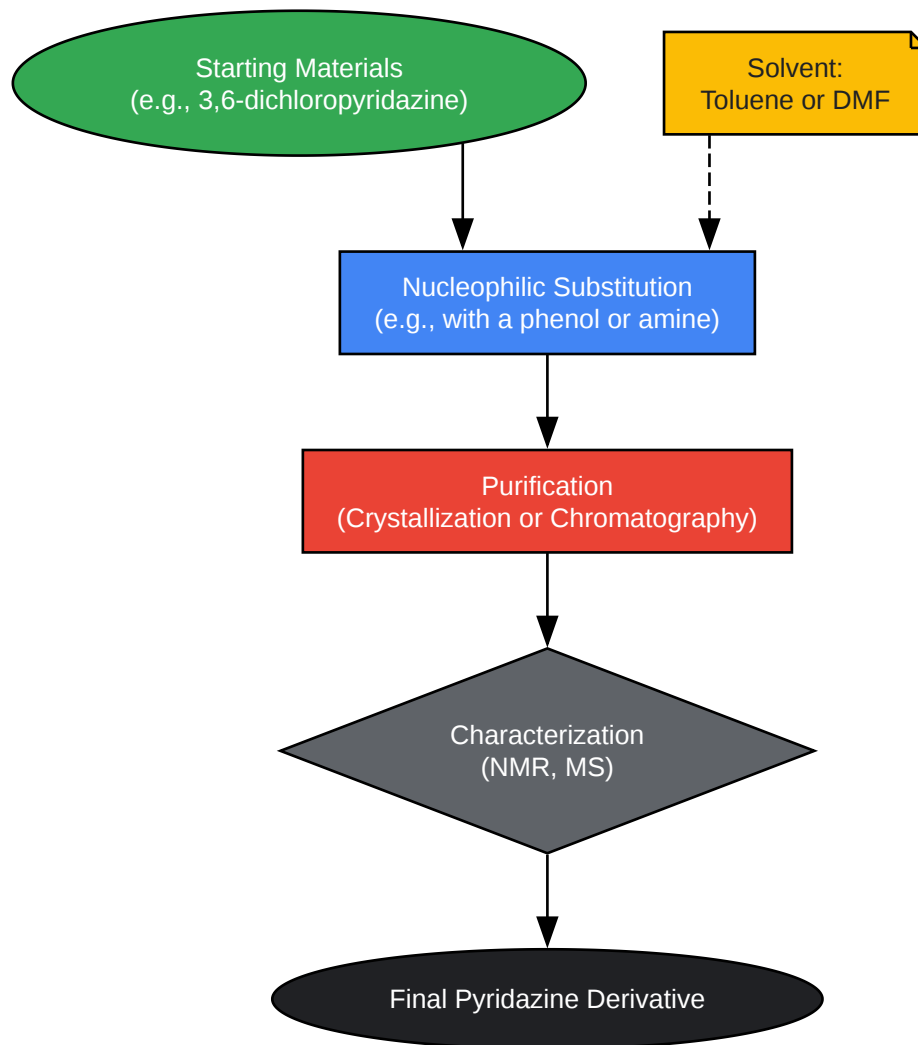 Starting Materials
(e.g., 3,6-dichloropyridazine)
Solvent:
Toluene or DMF
Nucleophilic Substitution
(e.g., with a phenol or amine)
Purification
(Crystallization or Chromatography)
Characterization
(NMR, MS)
Final Pyridazine Derivative